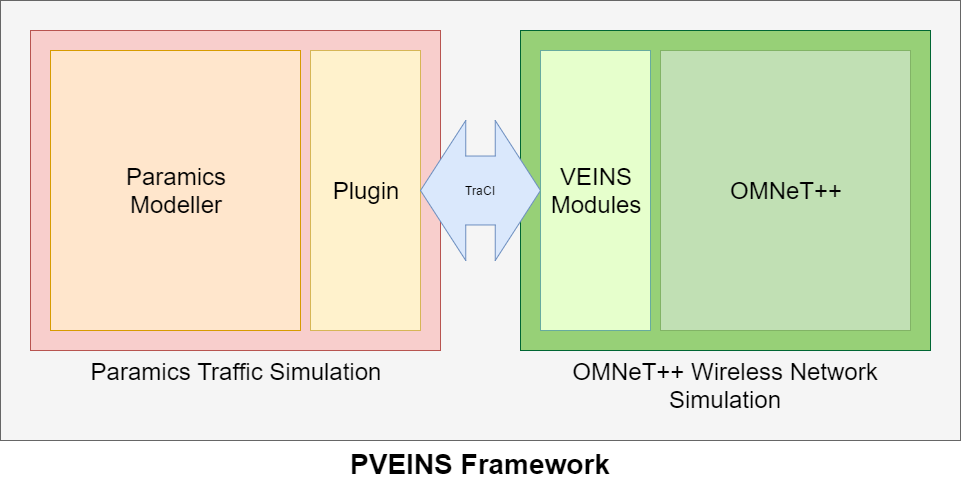 Paramics
Modeller
Plugin
TraCI
VEINS
Modules
OMNeT++
Paramics Traffic Simulation
OMNeT++ Wireless Network
Simulation
PVEINS Framework